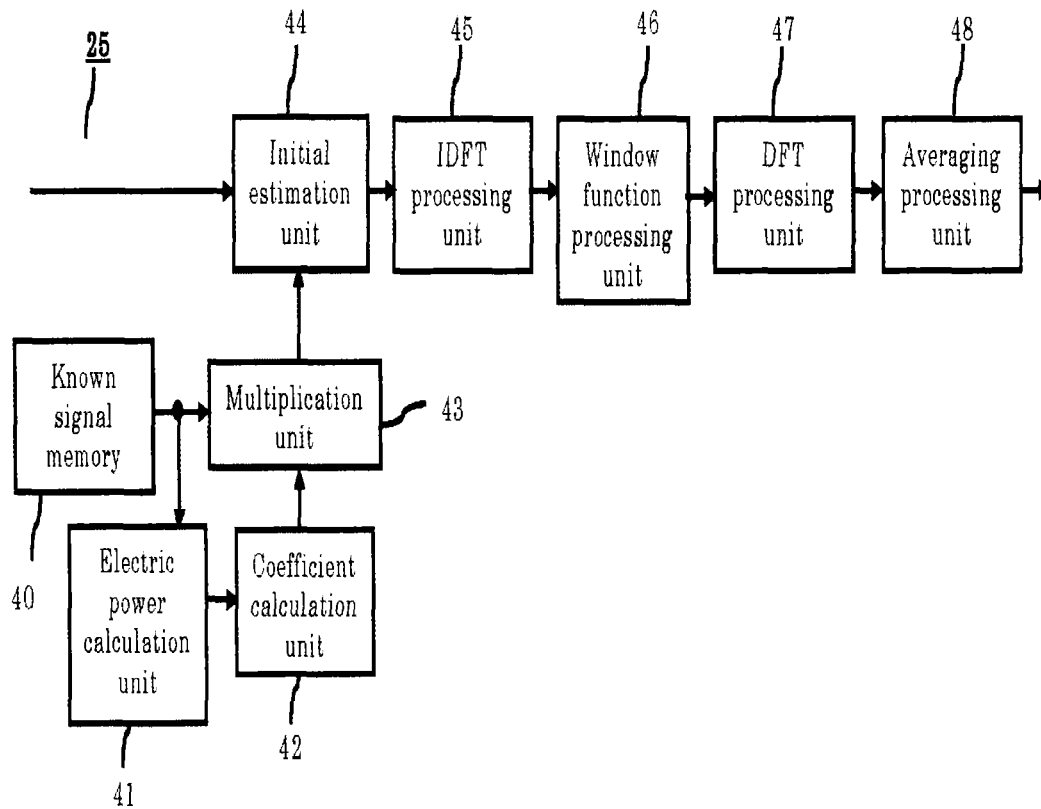 25
44
45
46
47
48
Initial
estimation
unit
IDFT
processing
unit
Window
function
processing
unit
DFT
processing
unit
Averaging
processing
unit
Known
signal
memory
Multiplication
unit
43
40
Electric
power
calculation
unit
Coefficient
calculation
unit
41
42